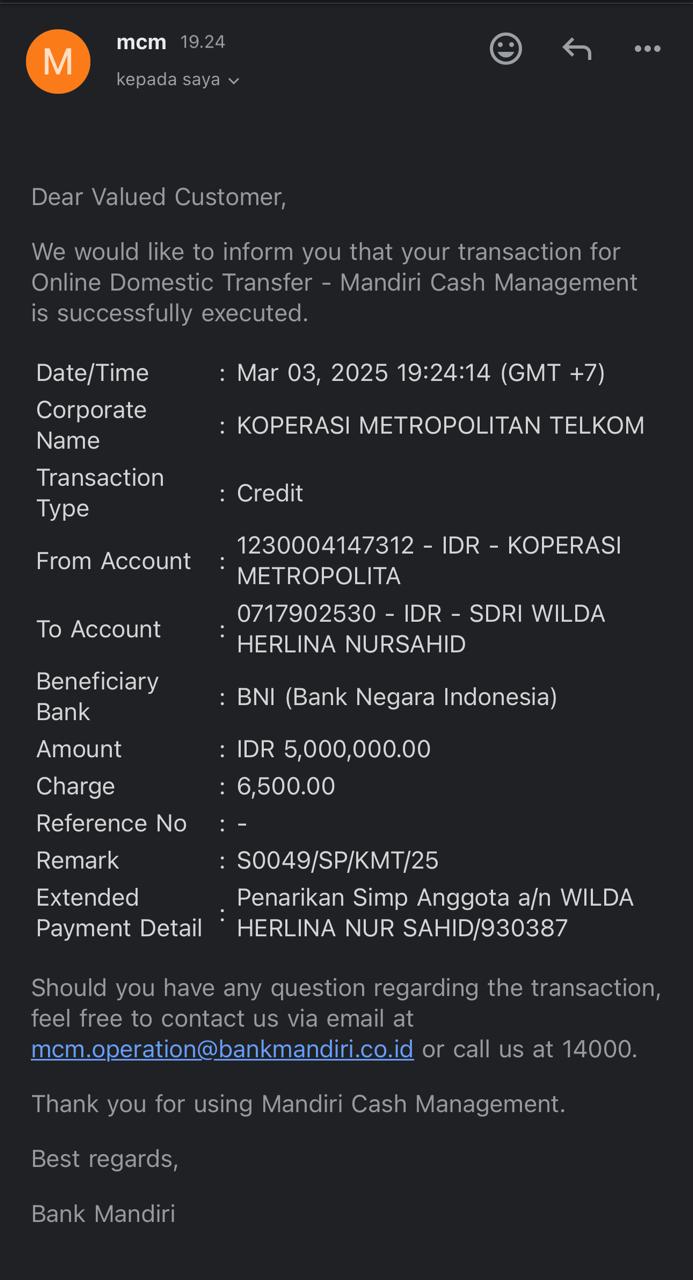 M
mcm 19.24
kepada saya
Dear Valued Customer,
We would like to inform you that your transaction for
Online Domestic Transfer - Mandiri Cash Management
is successfully executed.
Date/Time : Mar 03, 2025 19:24:14 (GMT +7)
Corporate
Name : KOPERASI METROPOLITAN TELKOM
Transaction
Type : Credit
From Account : 1230004147312 - IDR - KOPERASI
METROPOLITA
To Account : 0717902530 - IDR - SDRI WILDA
HERLINA NURSAHID
Beneficiary
Bank : BNI (Bank Negara Indonesia)
Amount : IDR 5,000,000.00
Charge : 6,500.00
Reference No : -
Remark : S0049/SP/KMT/25
Extended
Payment Detail : Penarikan Simp Anggota a/n WILDA
HERLINA NUR SAHID/930387
Should you have any question regarding the transaction,
feel free to contact us via email at
mcm.operation@bankmandiri.co.id or call us at 14000.
Thank you for using Mandiri Cash Management.
Best regards,
Bank Mandiri